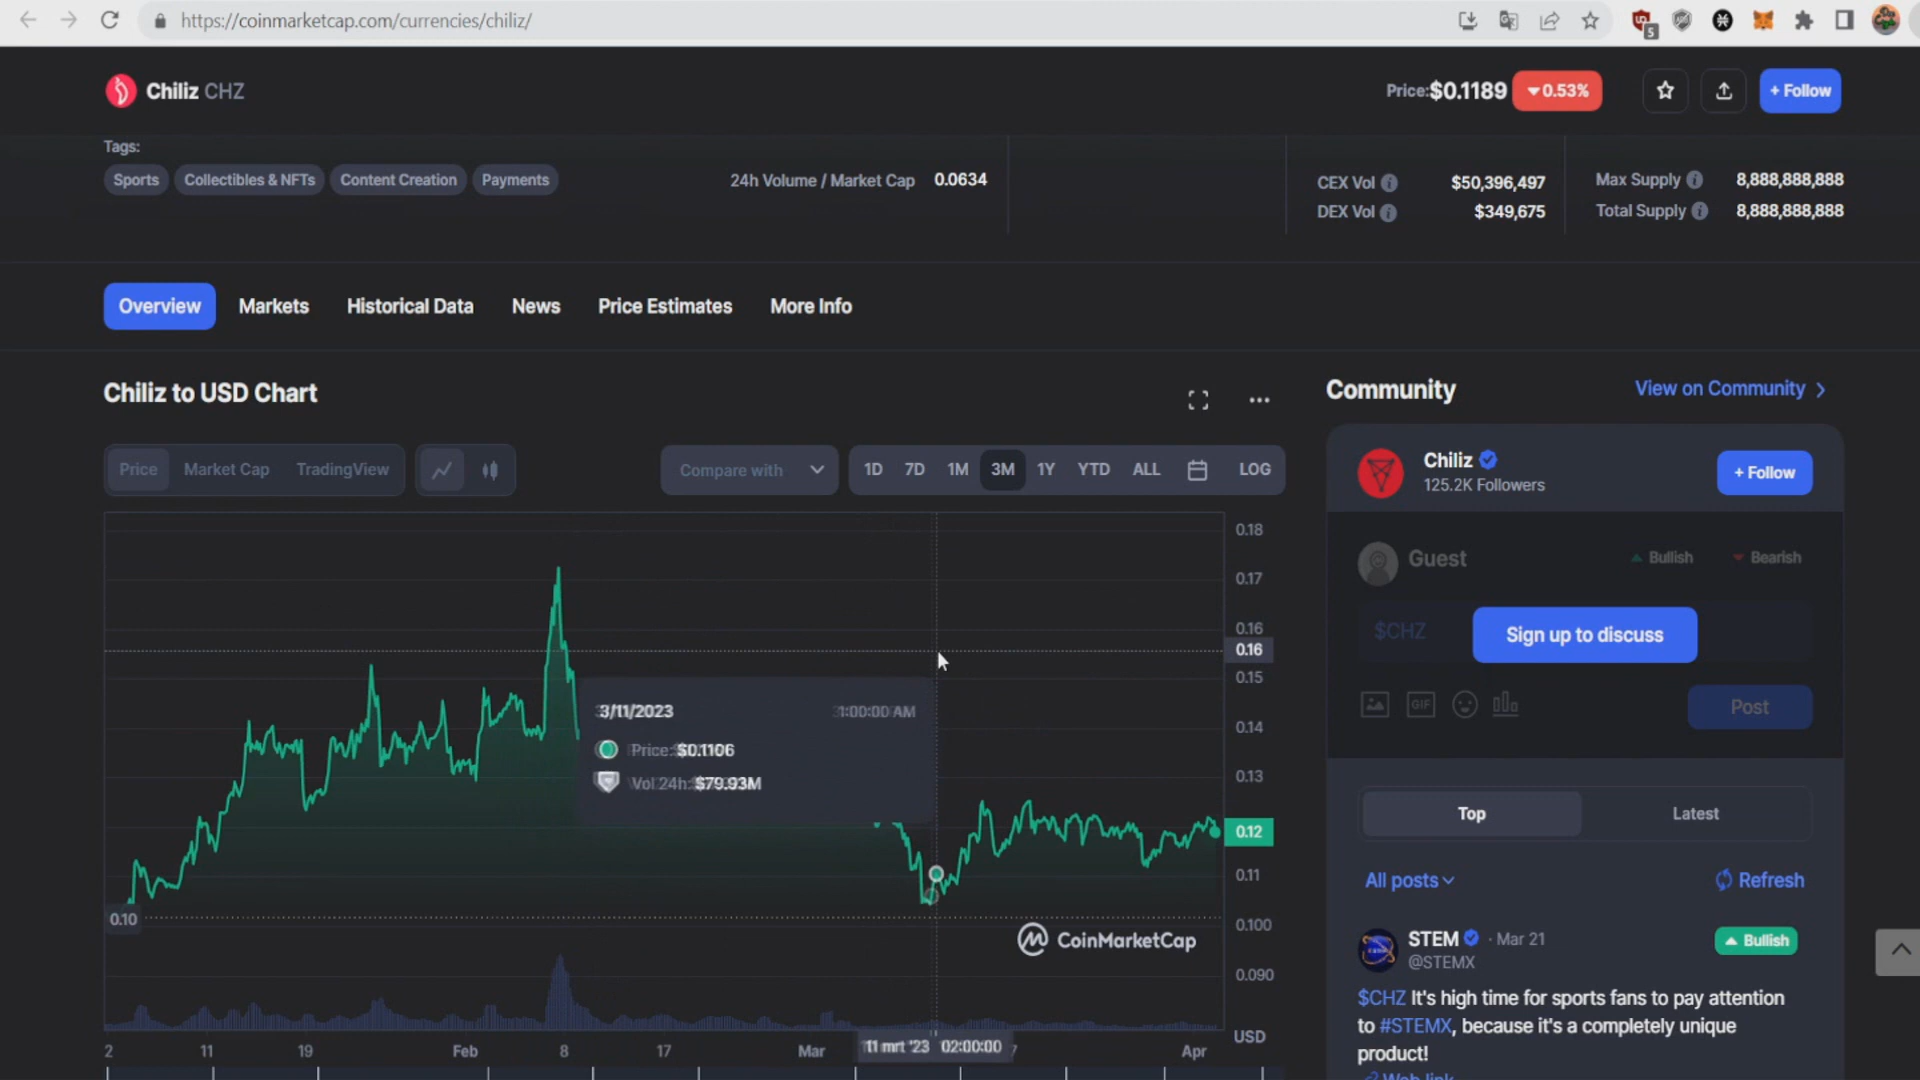 https://coinmarketcap.com/currencies/chiliz/
5
Chiliz CHZ
Price:$0.1189
0.53%
+ Follow
Tags:
Sports
Collectibles & NFTs
Content Creation
Payments
24h Volume / Market Cap 0.0634
CEX Vol $50,396,497
DEX Vol $349,675
Max Supply 8,888,888,888
Total Supply 8,888,888,888
Overview
Markets
Historical Data
News
Price Estimates
More Info
Chiliz to USD Chart
Price
Market Cap
TradingView
Compare with
1D
7D
1M
3M
1Y
YTD
ALL
LOG
0.18
0.17
0.16
0.16
0.15
0.14
0.13
0.12
0.11
0.100
0.090
0.10
3/11/2023
1:00:00 AM
Price:$0.1106
Vol 24h:$79.93M
CoinMarketCap
2
11
19
Feb
8
17
Mar
11 mrt '23 02:00:00
Apr
USD
Community
View on Community
Chiliz
125.2K Followers
+ Follow
Guest
Bullish
Bearish
$CHZ
Sign up to discuss
GIF
Post
Top
Latest
All posts
Refresh
STEM · Mar 21
@STEMX
Bullish
$CHZ It's high time for sports fans to pay attention
to #STEMX, because it's a completely unique
product!
Web link